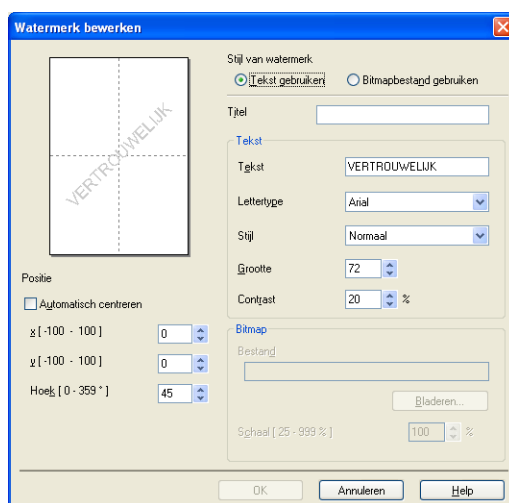 Watermerk bewerken
VERTROUWELIJK
Positie
Automatisch centreren
x [ -100 - 100 ] 0
y [ -100 - 100 ] 0
Hoek [ 0 - 359 ° ] 45
Stijl van watermerk
Tekst gebruiken Bitmapbestand gebruiken
Titel
Tekst
Tekst VERTROUWELIJK
Lettertype Arial
Stijl Normaal
Grootte 72
Contrast 20 %
Bitmap
Bestand
Bladeren...
Schaal [ 25 - 999 % ] 100 %
OK Annuleren Help